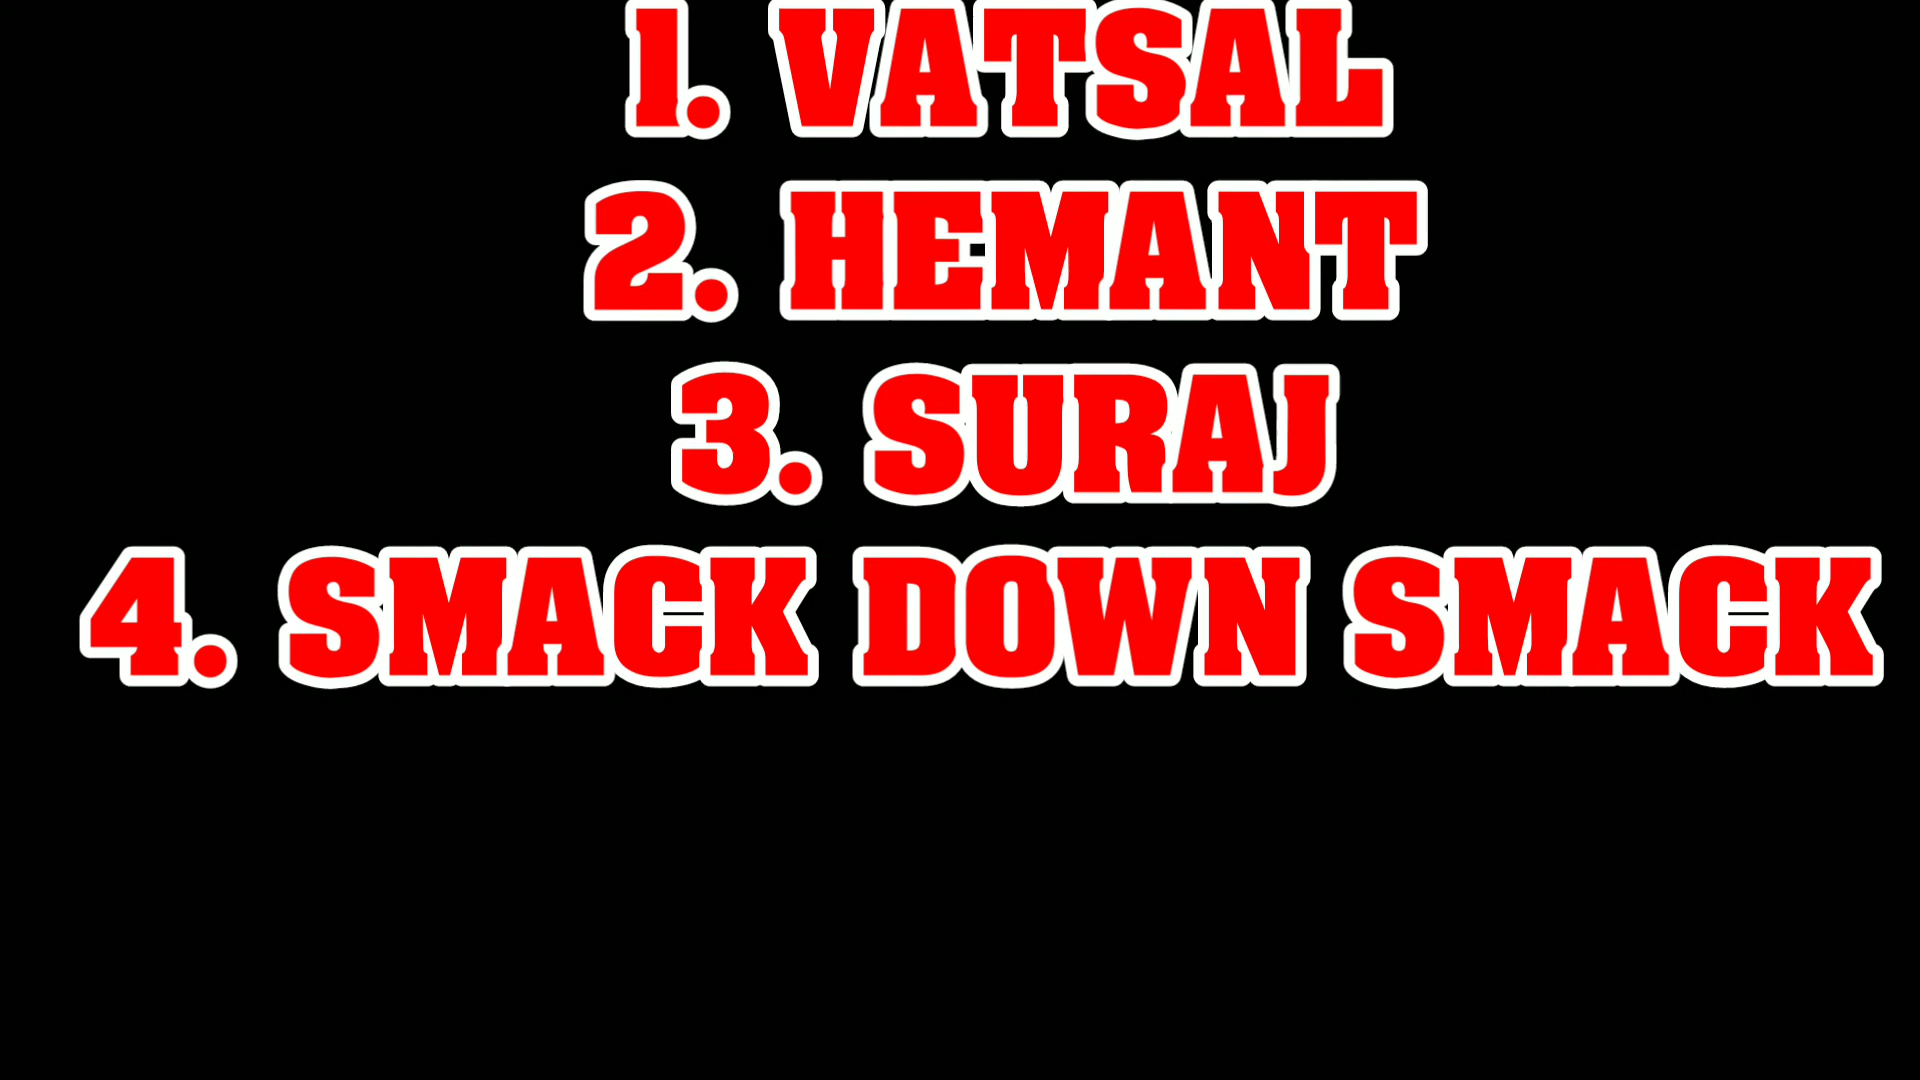 1. VATSAL
2. HEMANT
3. SURAJ
4. SMACK DOWN SMACK